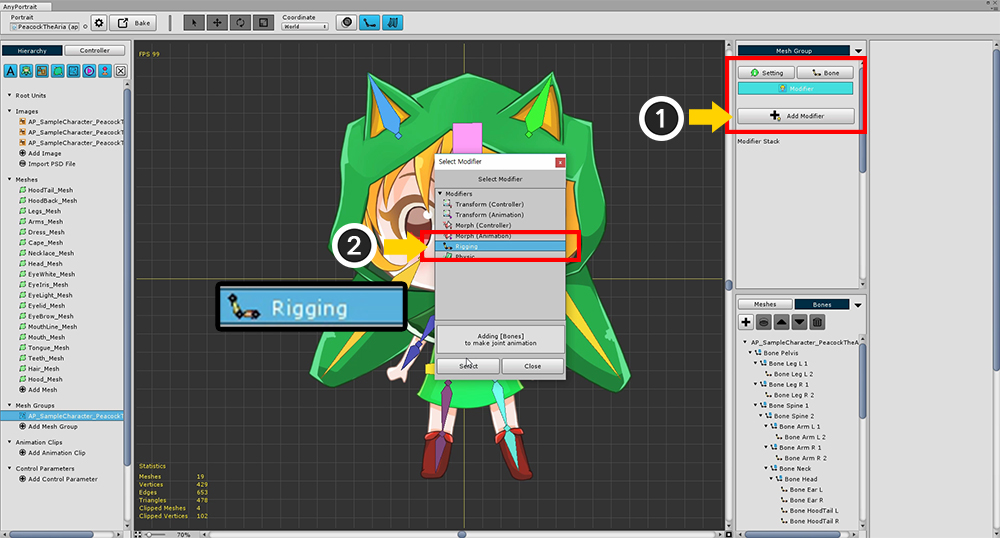 AnyPortrait
Portrait
PeacockTheAria (ap
Bake
Coordinate
World
Hierarchy
Controller
Root Units
Images
AP_SampleCharacter_PeacockT
AP_SampleCharacter_PeacockT
AP_SampleCharacter_PeacockT
Add Image
Import PSD File
Meshes
HoodTail_Mesh
HoodBack_Mesh
Legs_Mesh
Arms_Mesh
Dress_Mesh
Cape_Mesh
Necklace_Mesh
Head_Mesh
EyeWhite_Mesh
EyeIris_Mesh
EyeLight_Mesh
Eyelid_Mesh
EyeBrow_Mesh
MouthLine_Mesh
Mouth_Mesh
Tongue_Mesh
Teeth_Mesh
Hair_Mesh
Hood_Mesh
Add Mesh
Mesh Groups
AP_SampleCharacter_PeacockT
Add Mesh Group
Animation Clips
Add Animation Clip
Control Parameters
Add Control Parameter
FPS 99
Select Modifier
Select Modifier
Modifiers
Transform (Controller)
Transform (Animation)
Morph (Controller)
Morph (Animation)
Rigging
Physic
2
Rigging
Adding [Bones]
to make joint animation
Select
Close
Statistics
Meshes 19
Vertices 429
Edges 653
Triangles 478
Clipped Meshes 4
Clipped Vertices 102
70%
Mesh Group
Setting
Bone
Modifier
1
Add Modifier
Modifier Stack
Meshes
Bones
AP_SampleCharacter_PeacockTheA
Bone Pelvis
Bone Leg L 1
Bone Leg L 2
Bone Leg R 1
Bone Leg R 2
Bone Spine 1
Bone Spine 2
Bone Arm L 1
Bone Arm L 2
Bone Arm R 1
Bone Arm R 2
Bone Neck
Bone Head
Bone Ear L
Bone Ear R
Bone HoodTail L
Bone HoodTail R